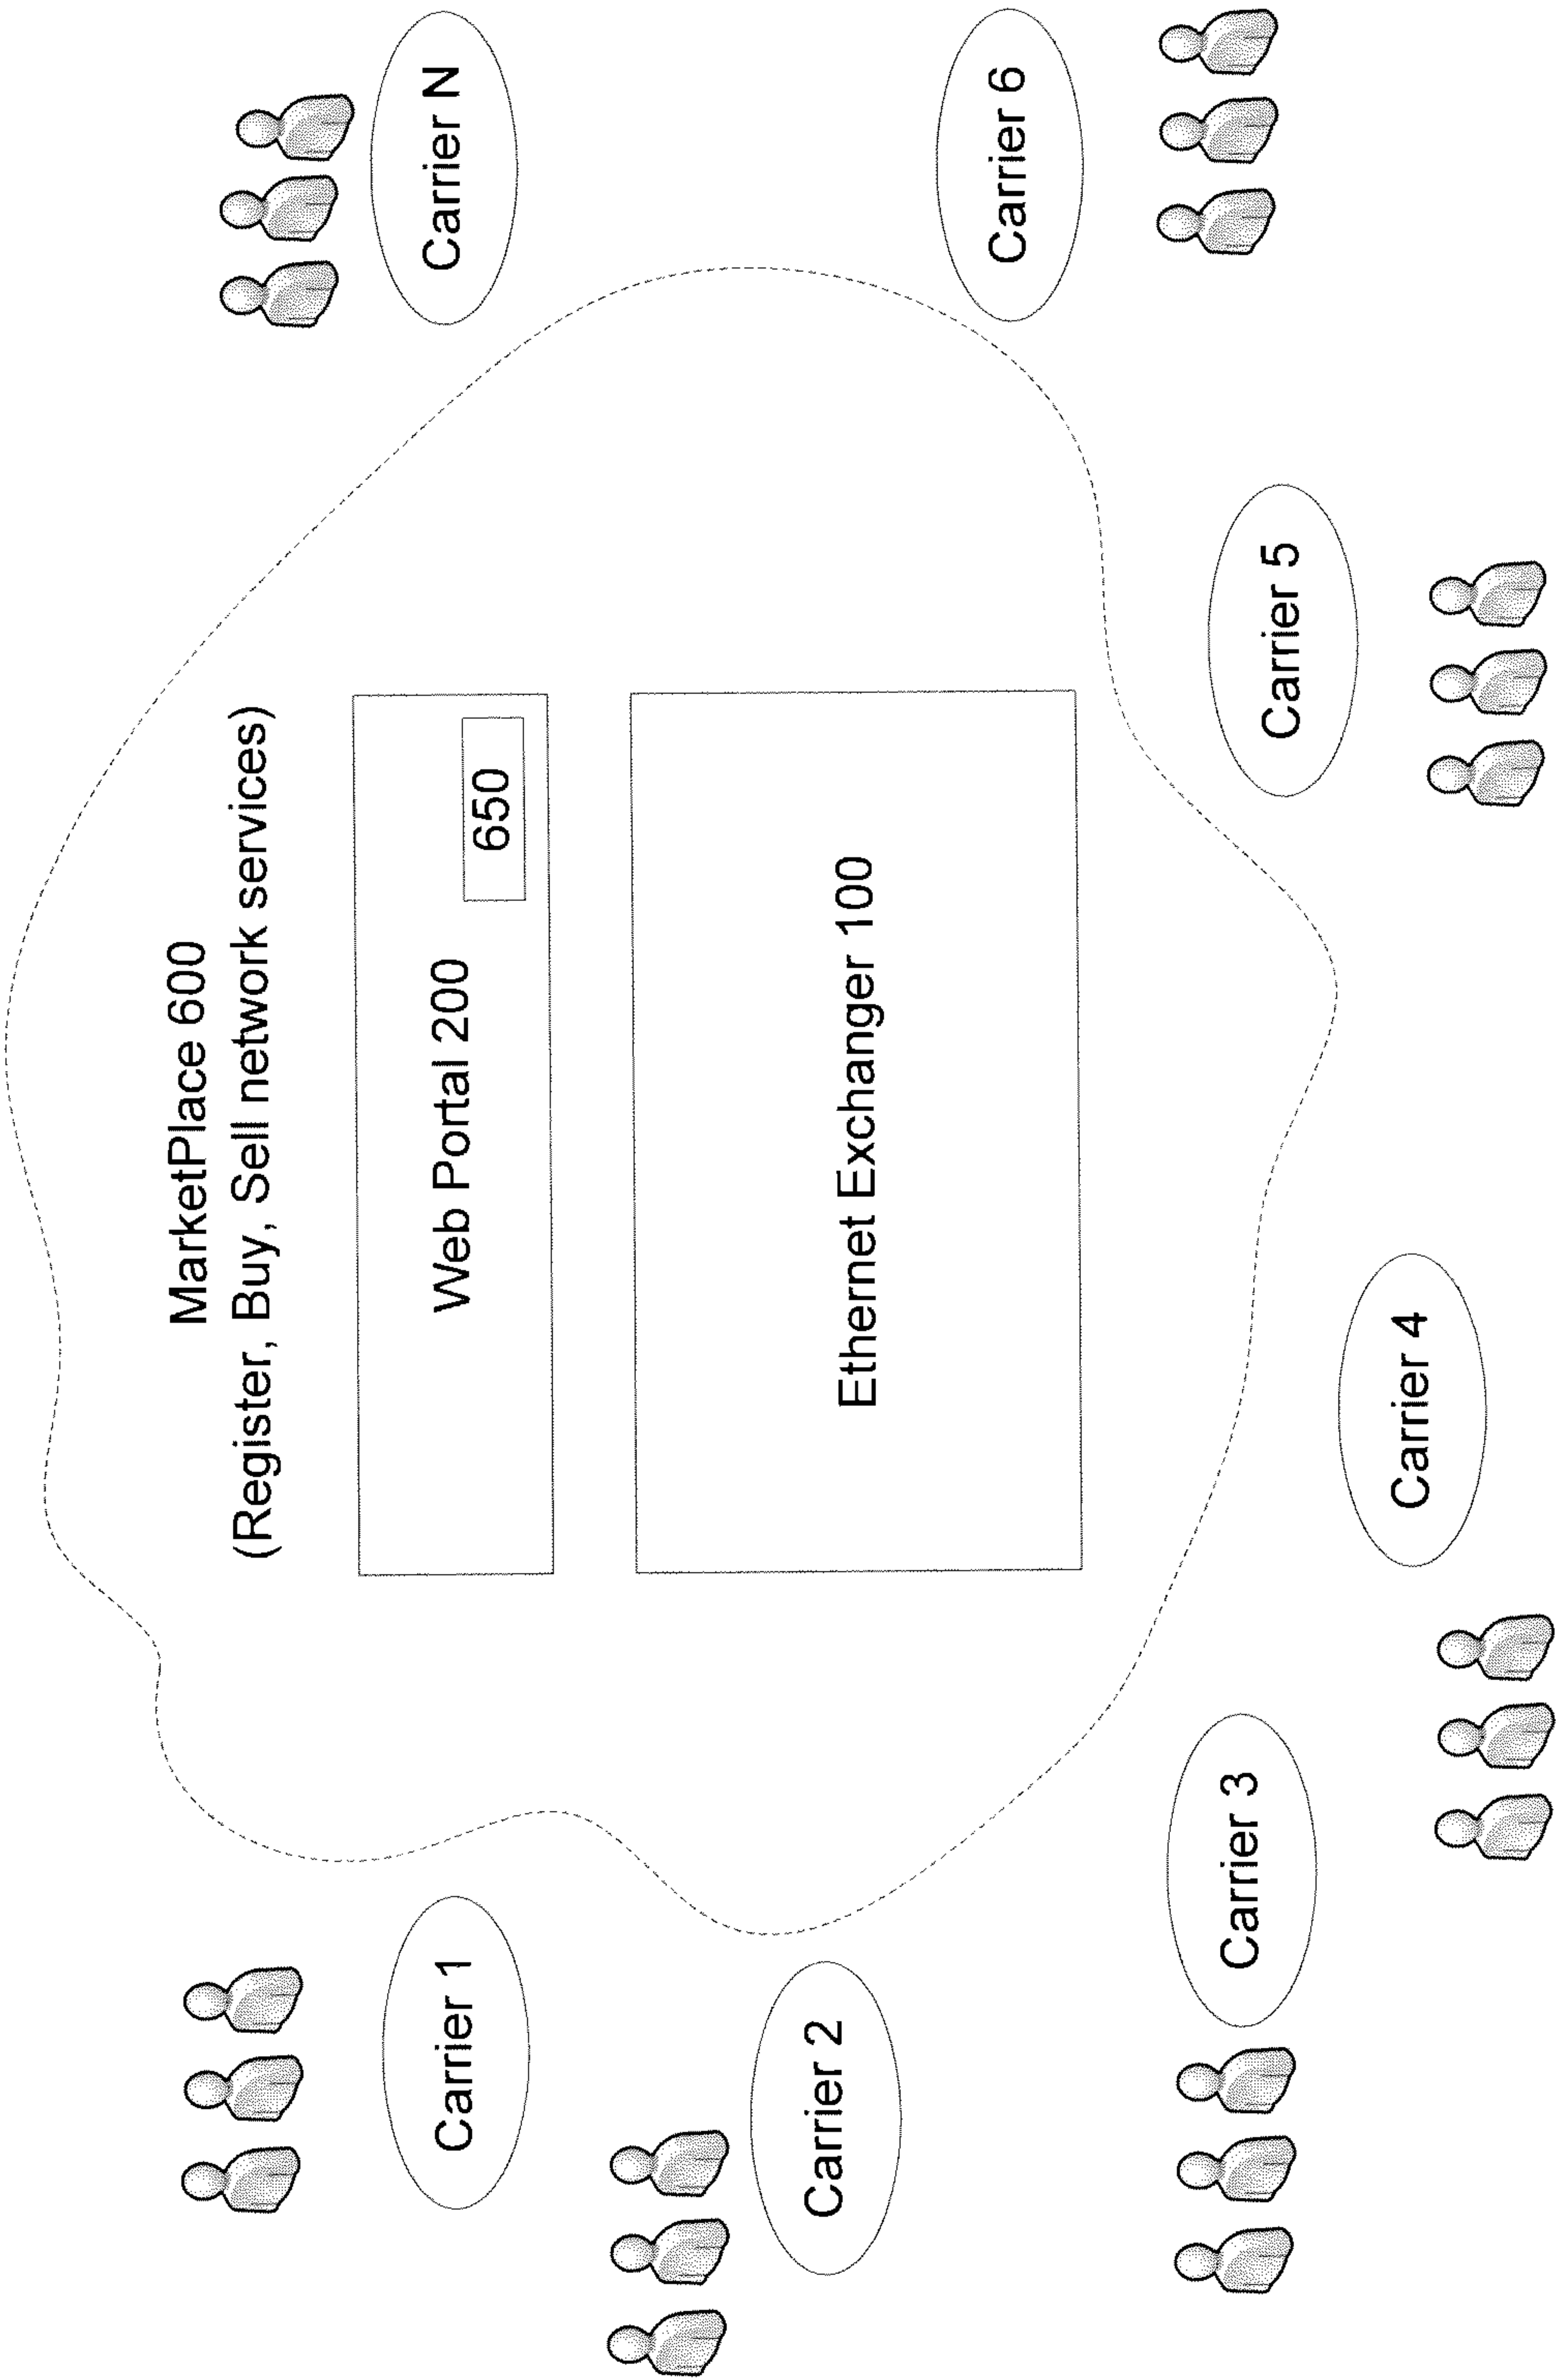 MarketPlace 600
(Register, Buy, Sell network services)
Web Portal 200
650
Ethernet Exchanger 100
Carrier 1
Carrier 2
Carrier 3
Carrier 4
Carrier 5
Carrier 6
Carrier N